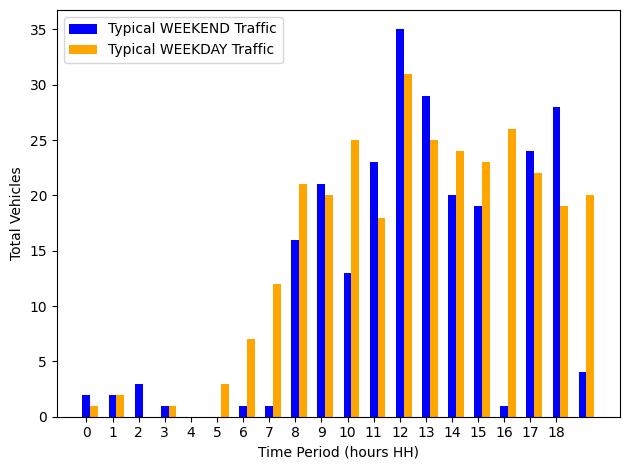 Typical WEEKEND Traffic
Typical WEEKDAY Traffic
35
30
25
20
15
10
5
0
Total Vehicles
0 1 2 3 4 5 6 7 8 9 10 11 12 13 14 15 16 17 18
Time Period (hours HH)